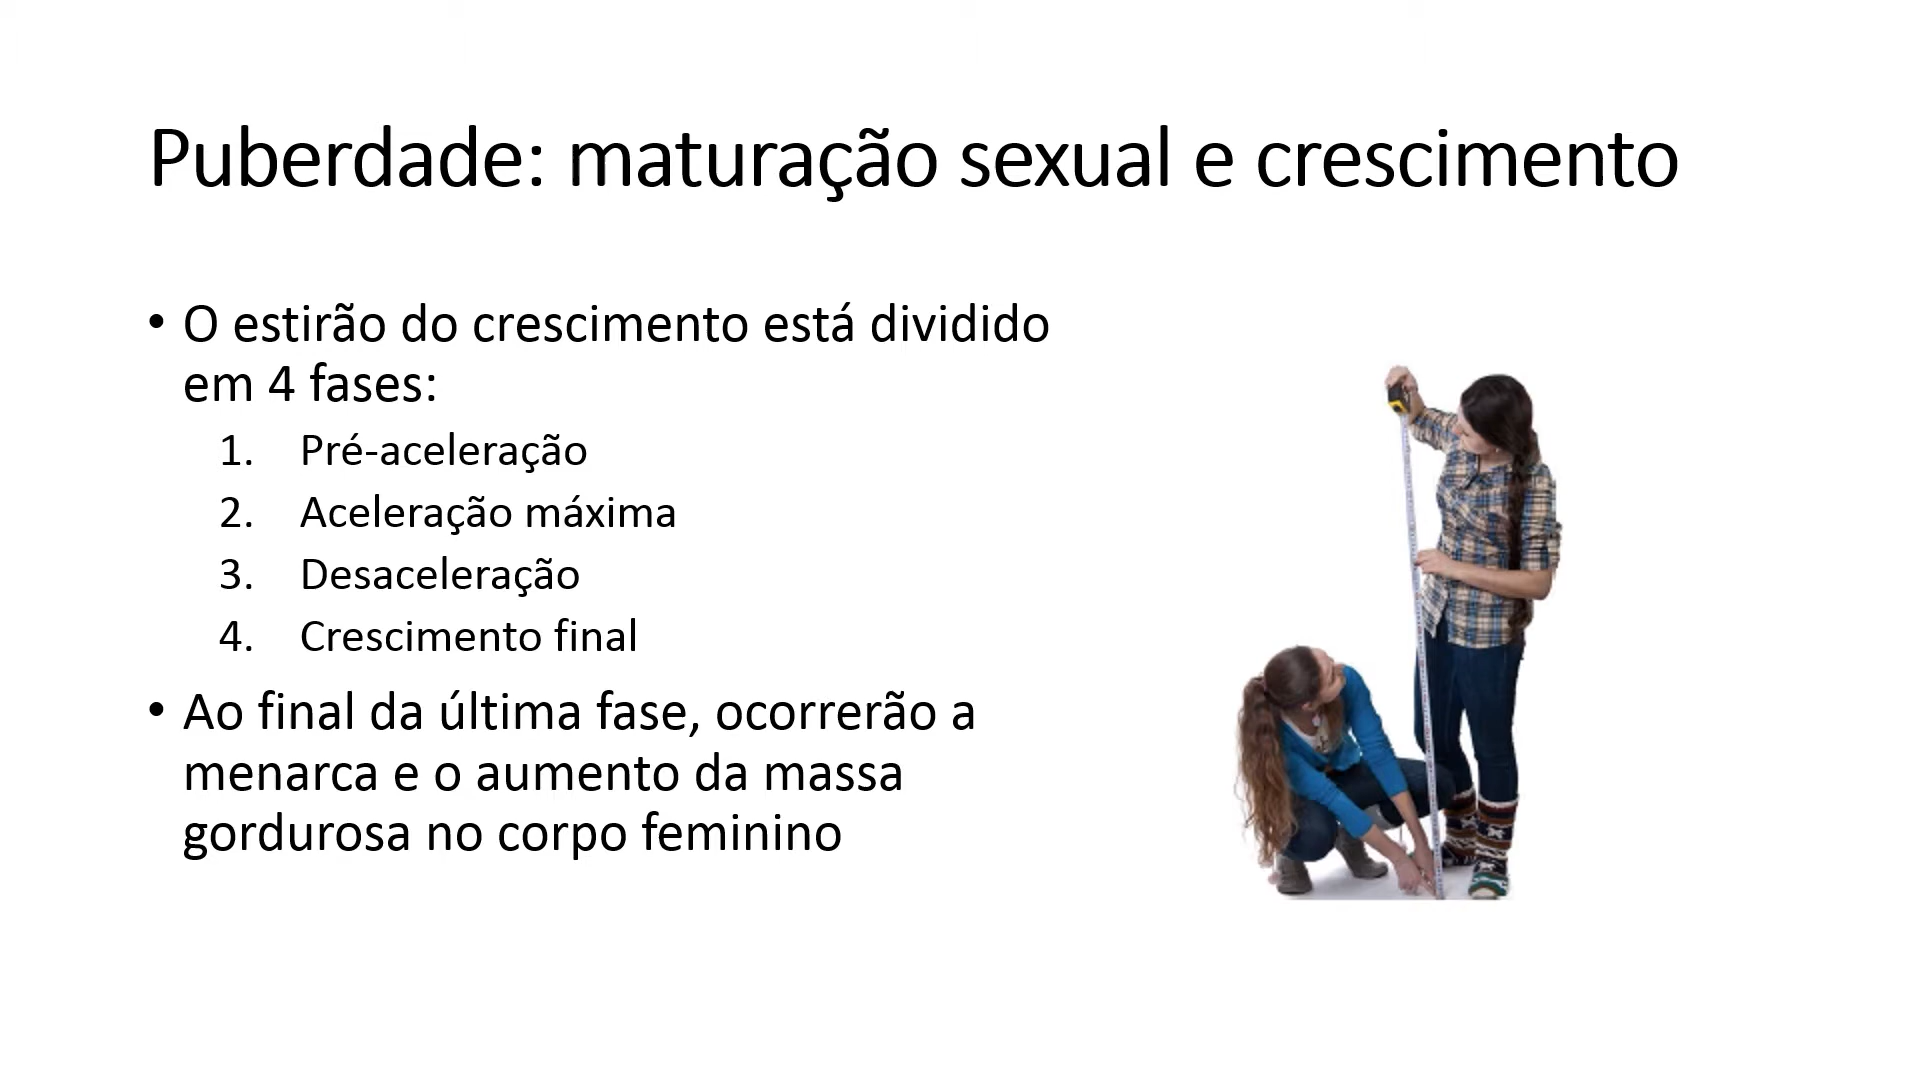 Puberdade: maturação sexual e crescimento
• O estirão do crescimento está dividido
em 4 fases:
1. Pré-aceleração
2. Aceleração máxima
3. Desaceleração
4. Crescimento final
• Ao final da última fase, ocorrerão a
menarca e o aumento da massa
gordurosa no corpo feminino